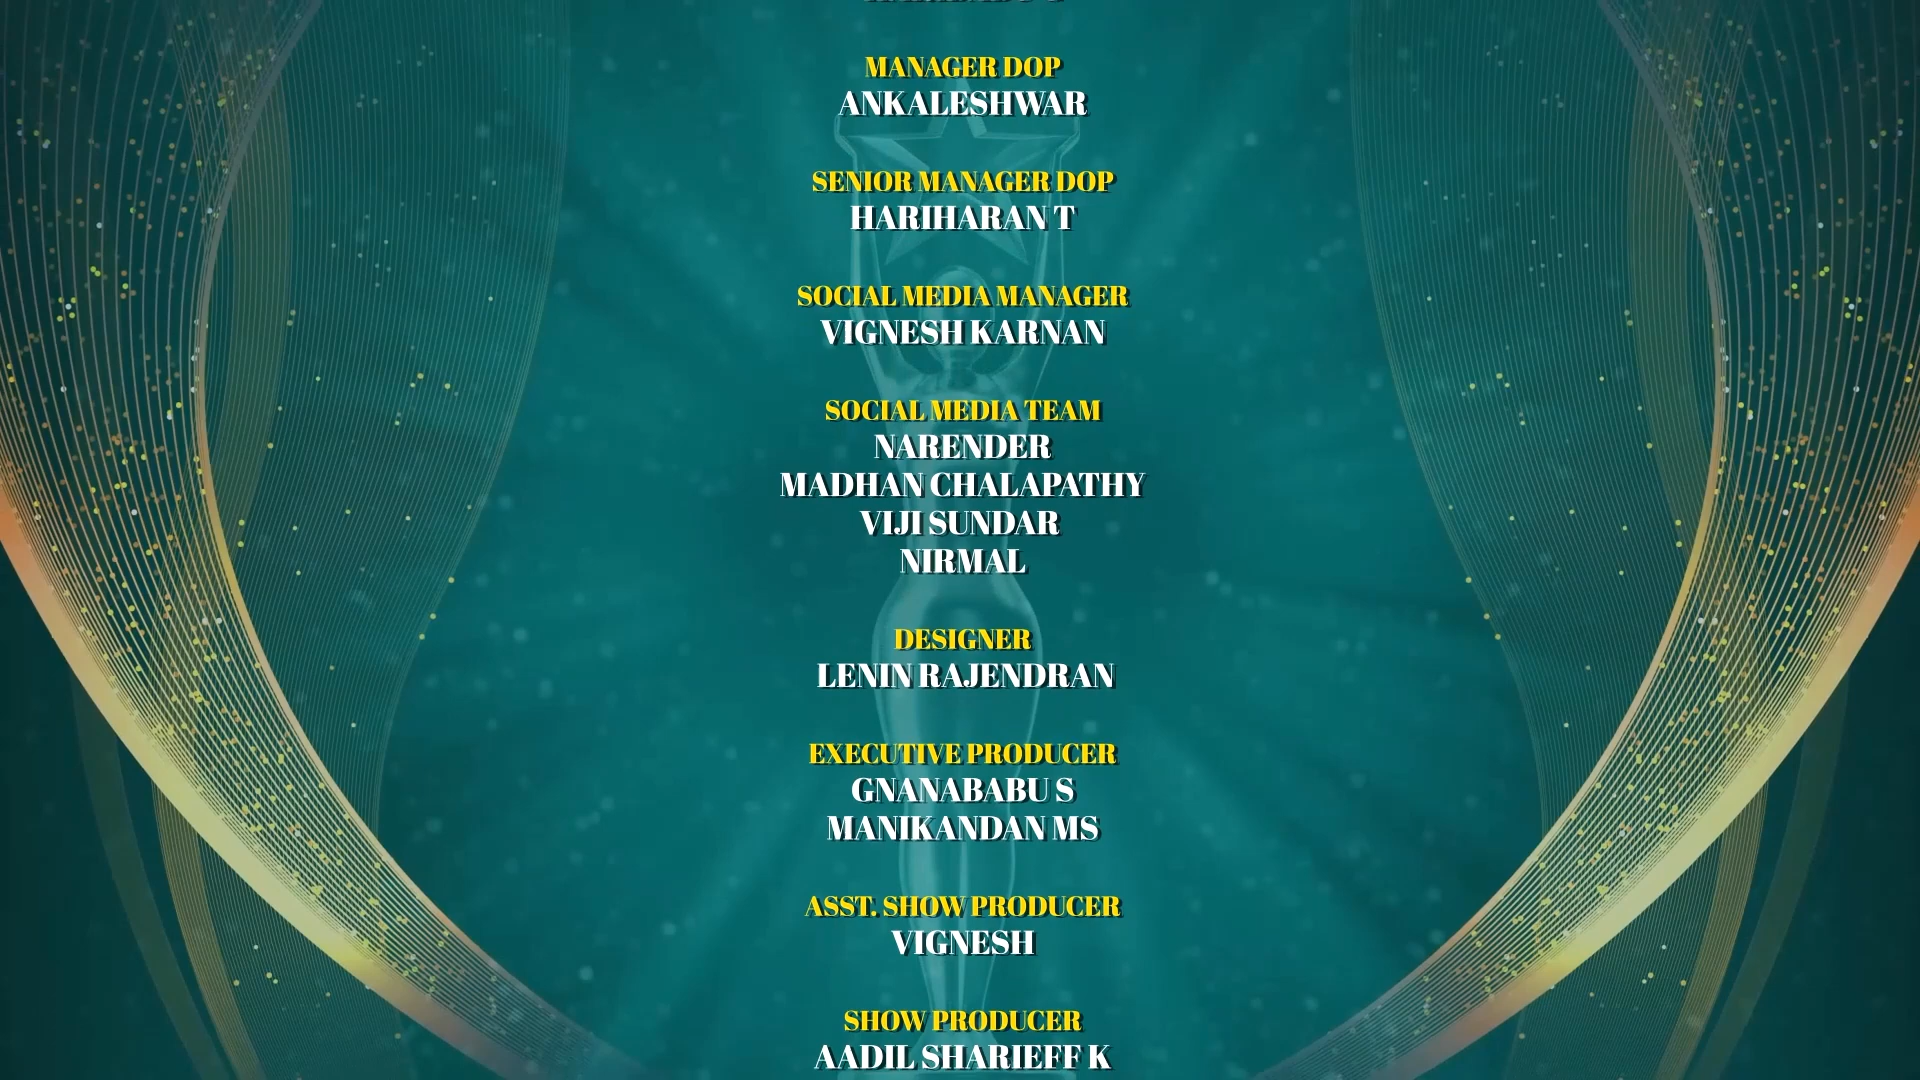 MANAGER DOP
ANKALESHWAR
SENIOR MANAGER DOP
HARIHARAN T
SOCIAL MEDIA MANAGER
VIGNESH KARNAN
SOCIAL MEDIA TEAM
NARENDER
MADHAN CHALAPATHY
VIJI SUNDAR
NIRMAL
DESIGNER
LENIN RAJENDRAN
EXECUTIVE PRODUCER
GNANABABU S
MANIKANDAN MS
ASST. SHOW PRODUCER
VIGNESH
SHOW PRODUCER
AADIL SHARIEFF K